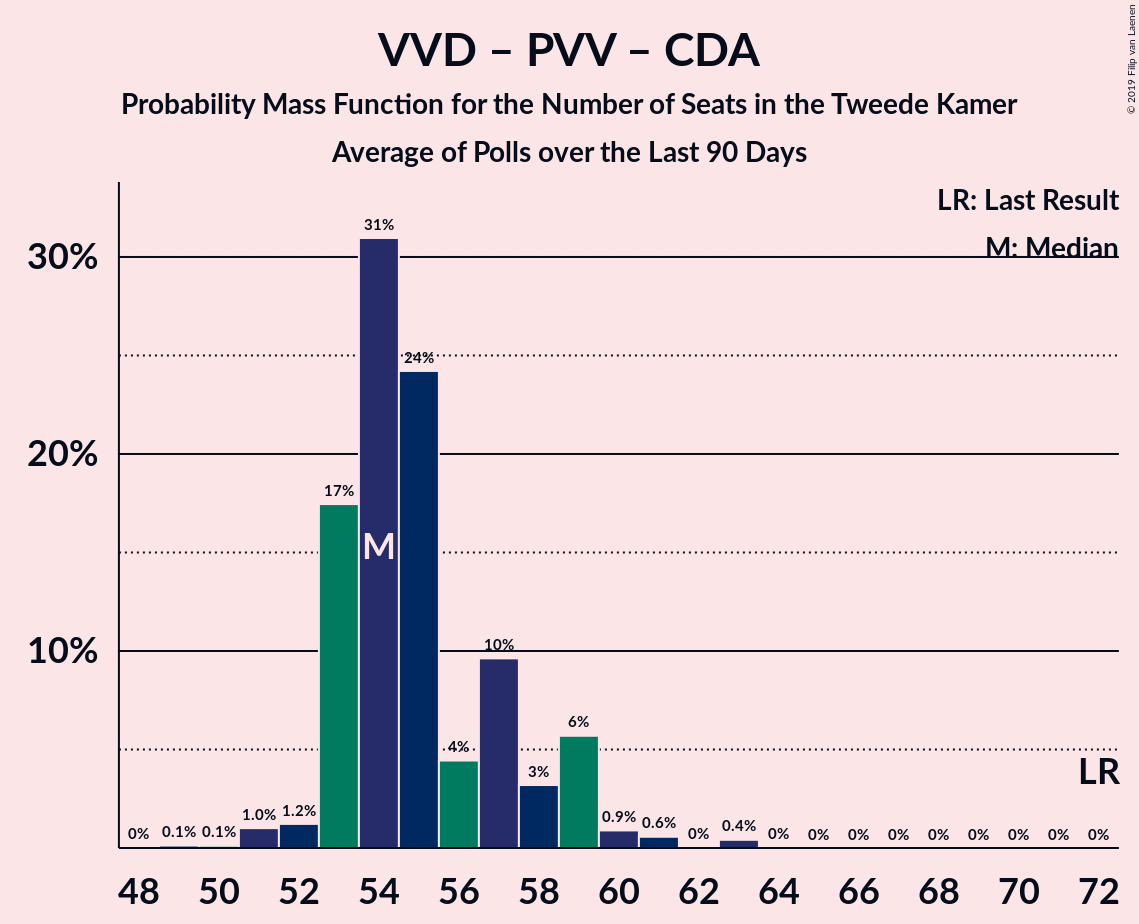 VVD – PVV – CDA
Probability Mass Function for the Number of Seats in the Tweede Kamer
Average of Polls over the Last 90 Days
© 2019 Filip van Laenen
LR: Last Result
M: Median
30%
20%
10%
0% 0.1% 0.1% 1.0% 1.2% 17% 31% 24% 4% 10% 3% 6% 0.9% 0.6% 0% 0.4% 0% 0% 0% 0% 0% 0% 0% 0% 0%
M
LR
48 50 52 54 56 58 60 62 64 66 68 70 72